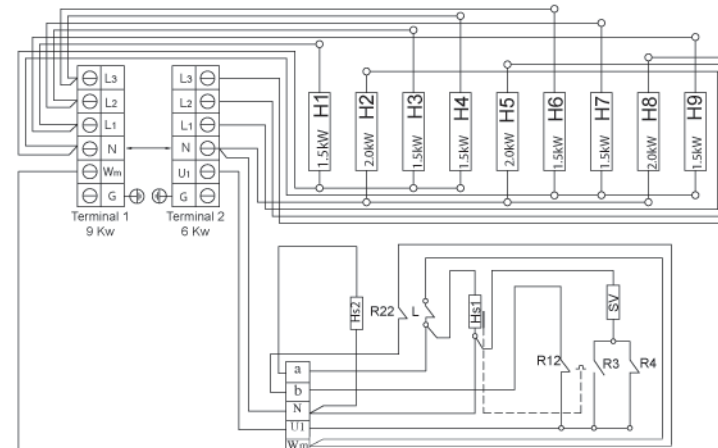 L3
L2
L1
N
Wm
G
Terminal 1
9 Kw
L3
L2
L1
N
U1
G
Terminal 2
6 Kw
H1
1.5kW
H2
2.0kW
H3
1.5kW
H4
1.5kW
H5
2.0kW
H6
1.5kW
H7
1.5kW
H8
2.0kW
H9
1.5kW
Hs2
R22
L
Hs1
SV
R12
R3
R4
a
b
N
U1
Wm